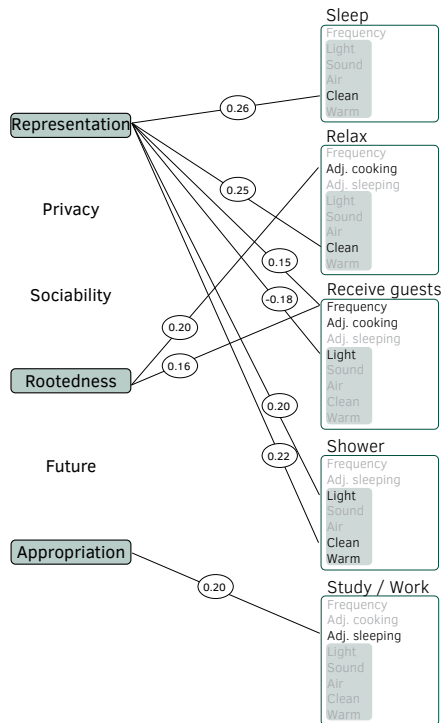 Sleep
Frequency
Light
Sound
Air
Clean
Warm
0.26
Representation
Relax
Frequency
Adj. cooking
Adj. sleeping
Light
Sound
Air
Clean
Warm
0.25
Privacy
0.15
Sociability
-0.18
Receive guests
Frequency
Adj. cooking
Adj. sleeping
Light
Sound
Air
Clean
Warm
0.20
0.16
Rootedness
0.20
0.22
Future
Shower
Frequency
Adj. sleeping
Light
Sound
Air
Clean
Warm
Appropriation
0.20
Study / Work
Frequency
Adj. cooking
Adj. sleeping
Light
Sound
Air
Clean
Warm